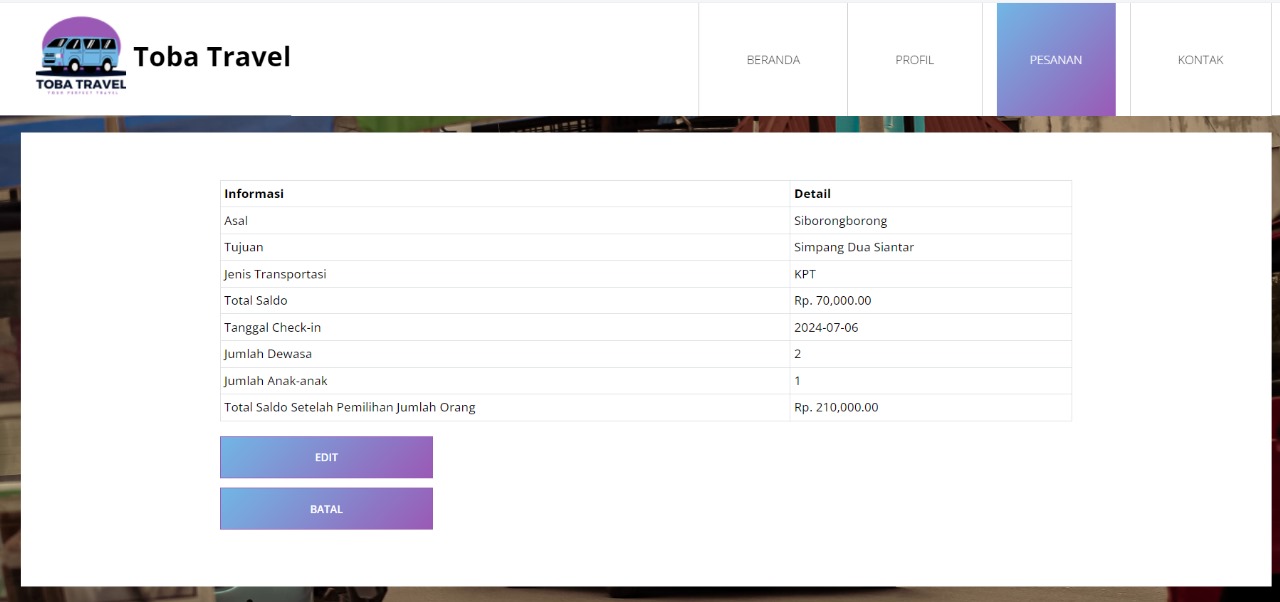 Toba Travel
TOBA TRAVEL
YOUR PERFECT TRAVEL
BERANDA
PROFIL
PESANAN
KONTAK
Informasi Detail
Asal Siborongborong
Tujuan Simpang Dua Siantar
Jenis Transportasi KPT
Total Saldo Rp. 70,000.00
Tanggal Check-in 2024-07-06
Jumlah Dewasa 2
Jumlah Anak-anak 1
Total Saldo Setelah Pemilihan Jumlah Orang Rp. 210,000.00
EDIT
BATAL